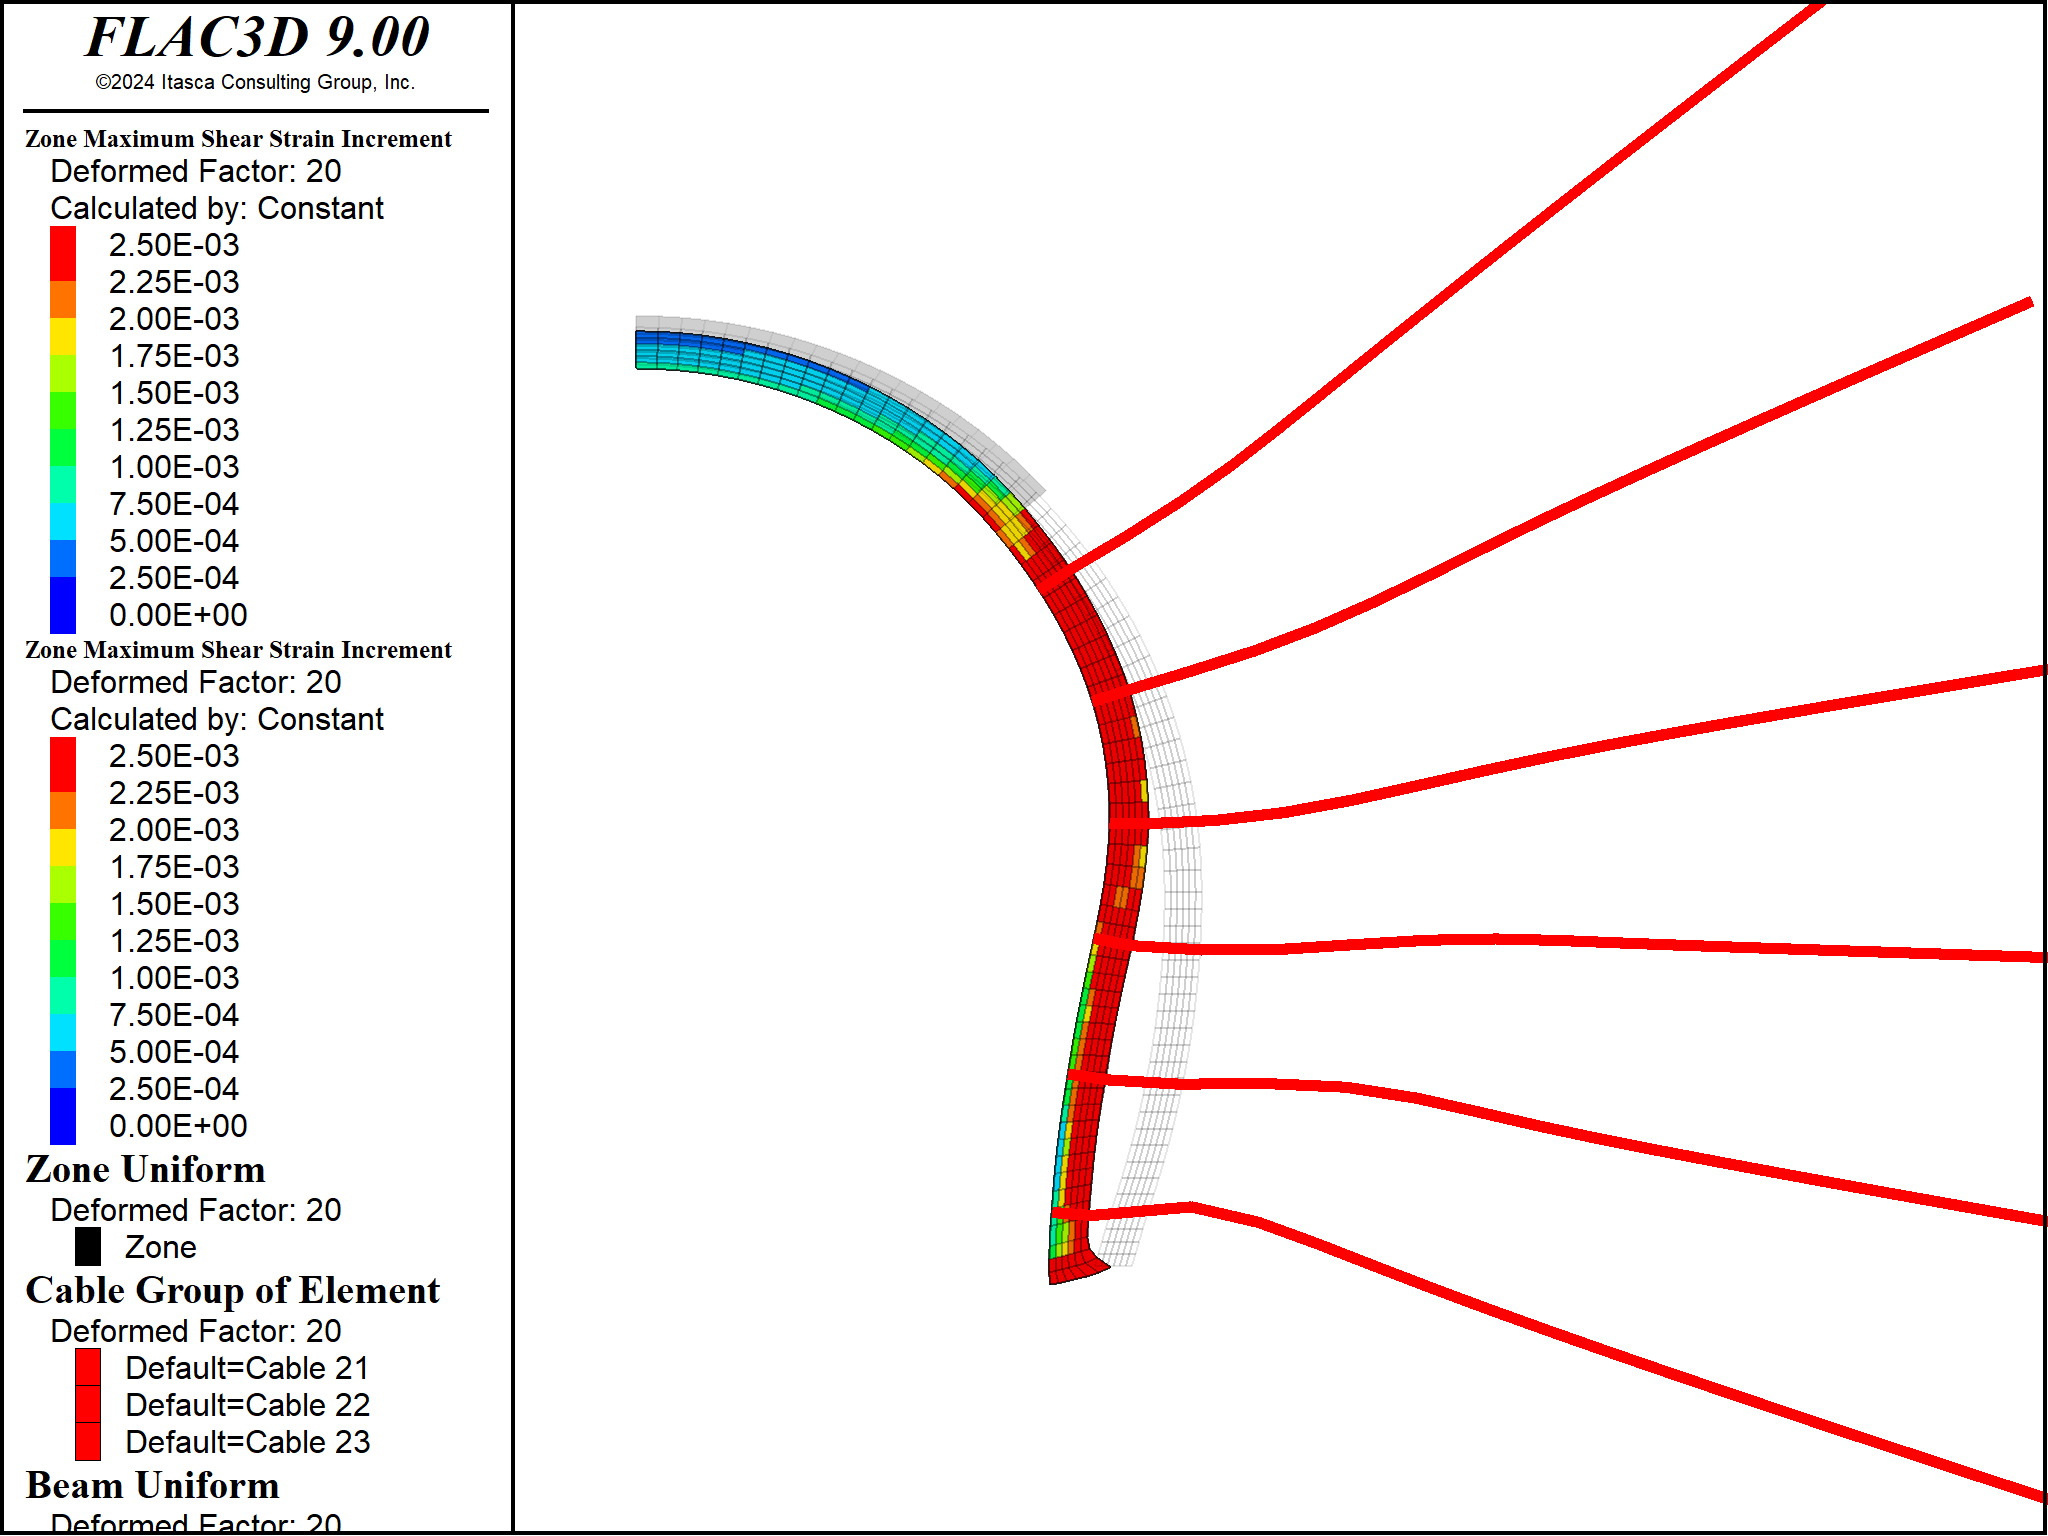 FLAC3D 9.00
©2024 Itasca Consulting Group, Inc.
Zone Maximum Shear Strain Increment
Deformed Factor: 20
Calculated by: Constant
2.50E-03
2.25E-03
2.00E-03
1.75E-03
1.50E-03
1.25E-03
1.00E-03
7.50E-04
5.00E-04
2.50E-04
0.00E+00
Zone Maximum Shear Strain Increment
Deformed Factor: 20
Calculated by: Constant
2.50E-03
2.25E-03
2.00E-03
1.75E-03
1.50E-03
1.25E-03
1.00E-03
7.50E-04
5.00E-04
2.50E-04
0.00E+00
Zone Uniform
Deformed Factor: 20
Zone
Cable Group of Element
Deformed Factor: 20
Default=Cable 21
Default=Cable 22
Default=Cable 23
Beam Uniform
Deformed Factor: 20